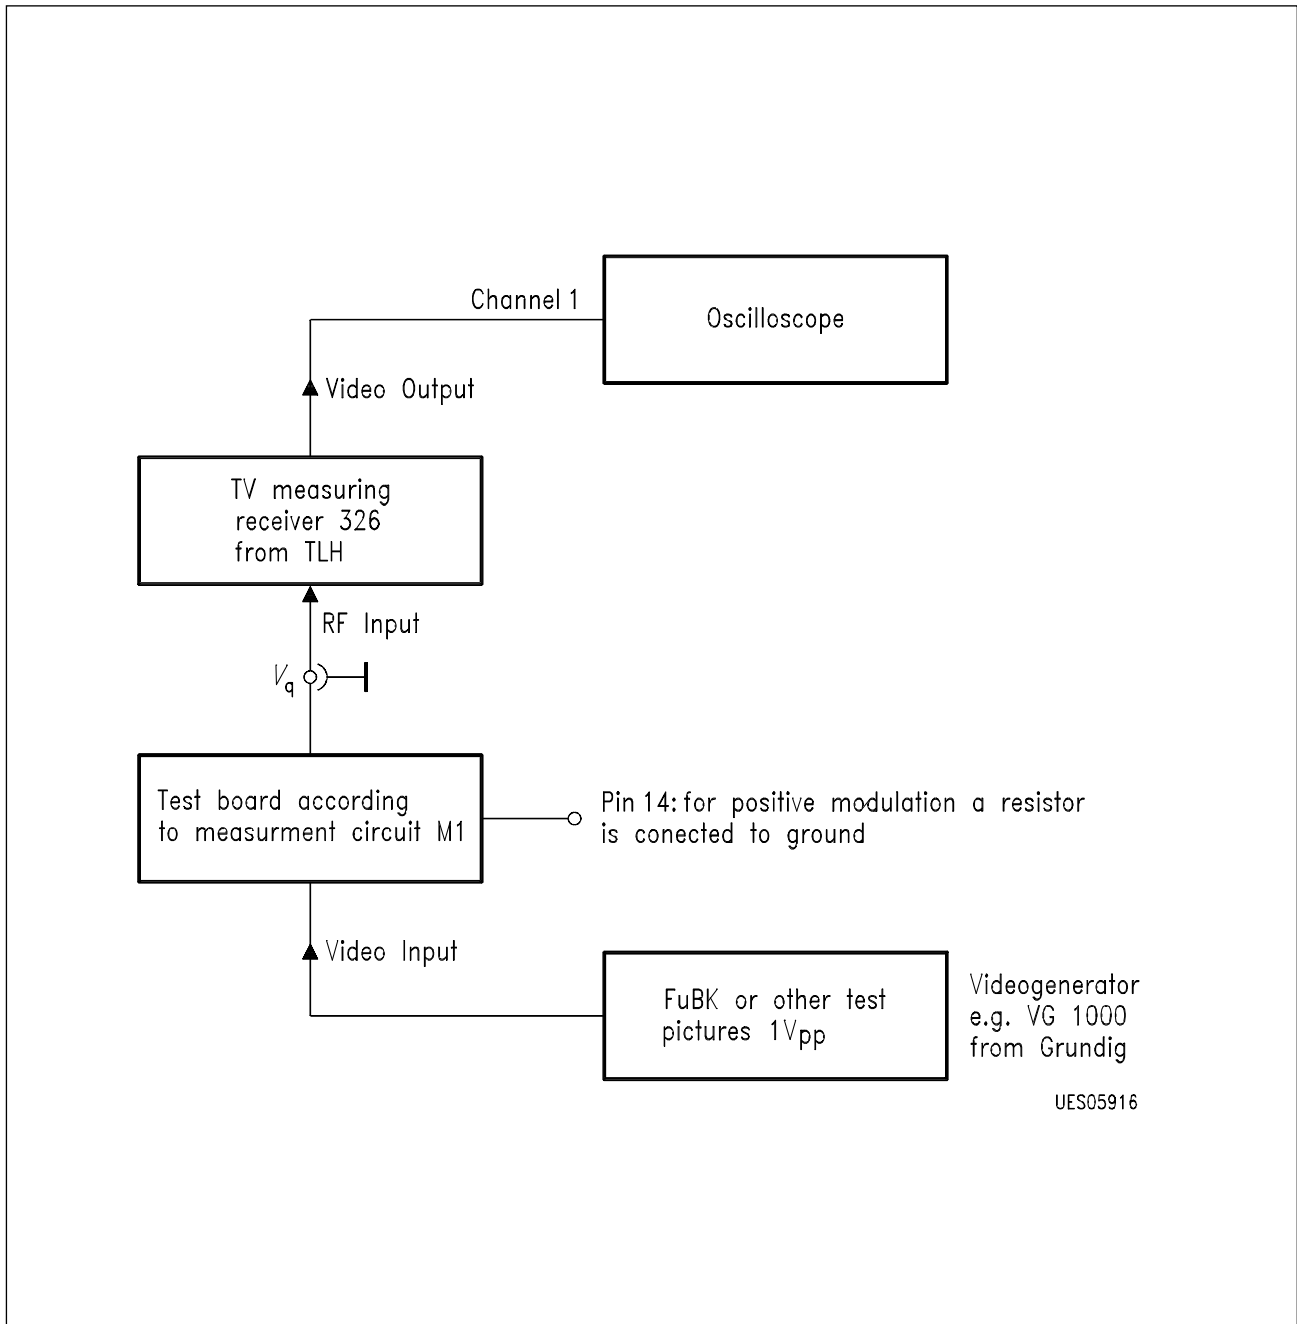 Channel 1
Oscilloscope
Video Output
TV measuring
receiver 326
from TLH
RF Input
Vq
Test board according
to measurment circuit M1
Pin 14: for positive modulation a resistor
is conected to ground
Video Input
FuBK or other test
pictures 1Vpp
Videogenerator
e.g. VG 1000
from Grundig
UES05916